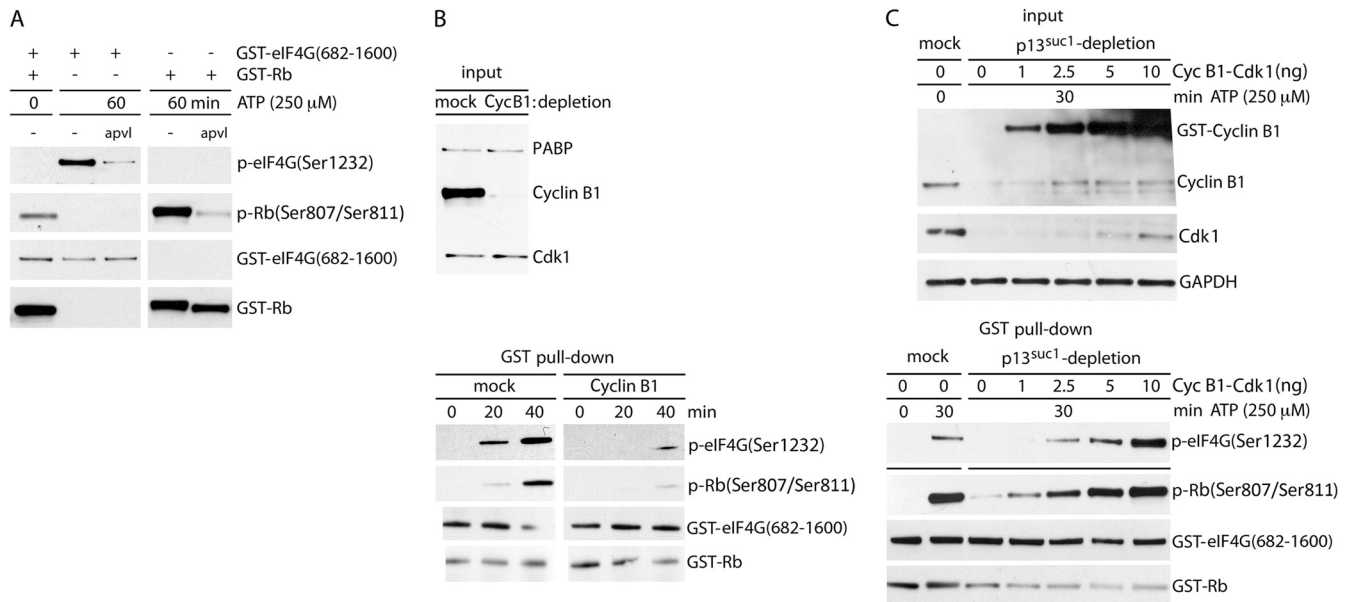 A
+ + + - - GST-eIF4G(682-1600)
+ - - + + GST-Rb
0 60 60 min ATP (250 µM)
- - apvl - apvl
p-eIF4G(Ser1232)
p-Rb(Ser807/Ser811)
GST-eIF4G(682-1600)
GST-Rb
B
input
mock CycB1 :depletion
PABP
Cyclin B1
Cdk1
GST pull-down
mock Cyclin B1
0 20 40 0 20 40 min
p-eIF4G(Ser1232)
p-Rb(Ser807/Ser811)
GST-eIF4G(682-1600)
GST-Rb
C
input
mock p13suc1-depletion
0 0 1 2.5 5 10 Cyc B1-Cdk1(ng)
0 30 min ATP (250 µM)
GST-Cyclin B1
Cyclin B1
Cdk1
GAPDH
GST pull-down
mock p13suc1-depletion
0 0 0 1 2.5 5 10 Cyc B1-Cdk1(ng)
0 30 30 min ATP (250 µM)
p-eIF4G(Ser1232)
p-Rb(Ser807/Ser811)
GST-eIF4G(682-1600)
GST-Rb